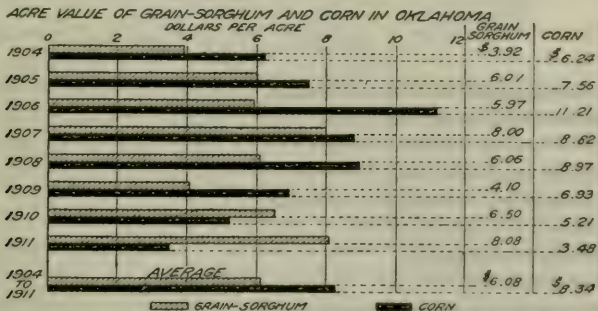 ACRE VALUE OF GRAIN-SORGHUM AND CORN IN OKLAHOMA
DOLLARS PER ACRE
GRAIN SORGHUM CORN
0 2 4 6 8 10 12
1904 $3.92 $6.24
1905 6.01 7.56
1906 5.97 11.21
1907 8.00 8.82
1908 6.06 8.97
1909 4.10 6.93
1910 6.50 5.21
1911 8.08 3.48
1904 TO 1911 AVERAGE $6.08 $8.34
GRAIN-SORGHUM CORN